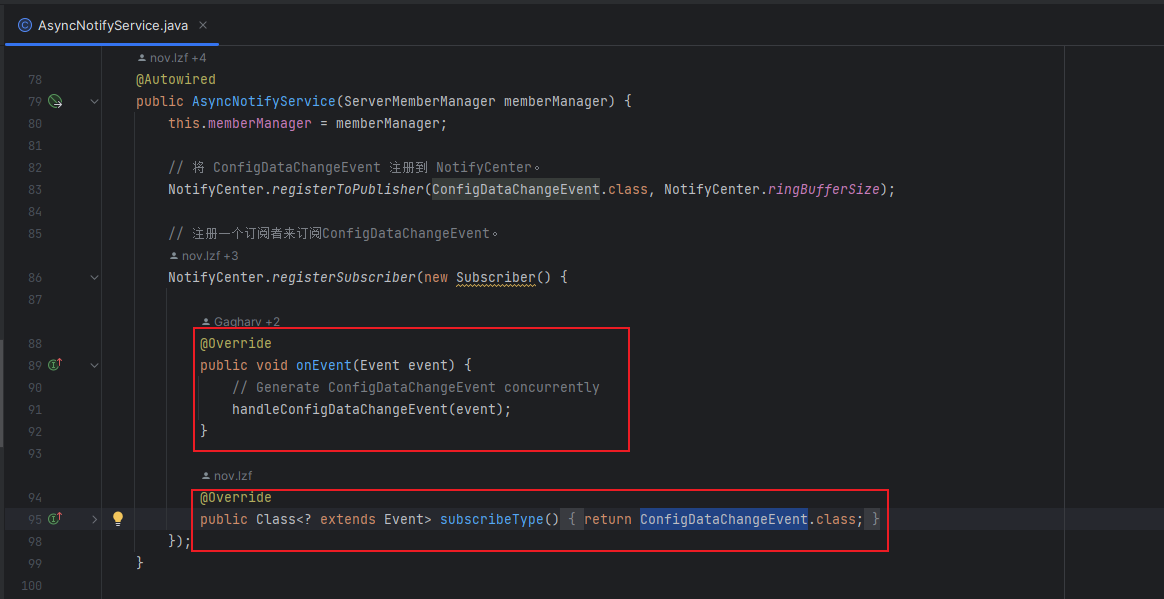 AsyncNotifyService.java
nov.lzf +4
78 @Autowired
79 public AsyncNotifyService(ServerMemberManager memberManager) {
80 this.memberManager = memberManager;
81
82 // 将 ConfigDataChangeEvent 注册到 NotifyCenter。
83 NotifyCenter.registerToPublisher(ConfigDataChangeEvent.class, NotifyCenter.ringBufferSize);
84
85 // 注册一个订阅者来订阅ConfigDataChangeEvent。
nov.lzf +3
86 NotifyCenter.registerSubscriber(new Subscriber() {
87
Gagharv +2
88 @Override
89 public void onEvent(Event event) {
90 // Generate ConfigDataChangeEvent concurrently
91 handleConfigDataChangeEvent(event);
92 }
93
nov.lzf
94 @Override
95 public Class<? extends Event> subscribeType() { return ConfigDataChangeEvent.class; }
98 });
99 }
100